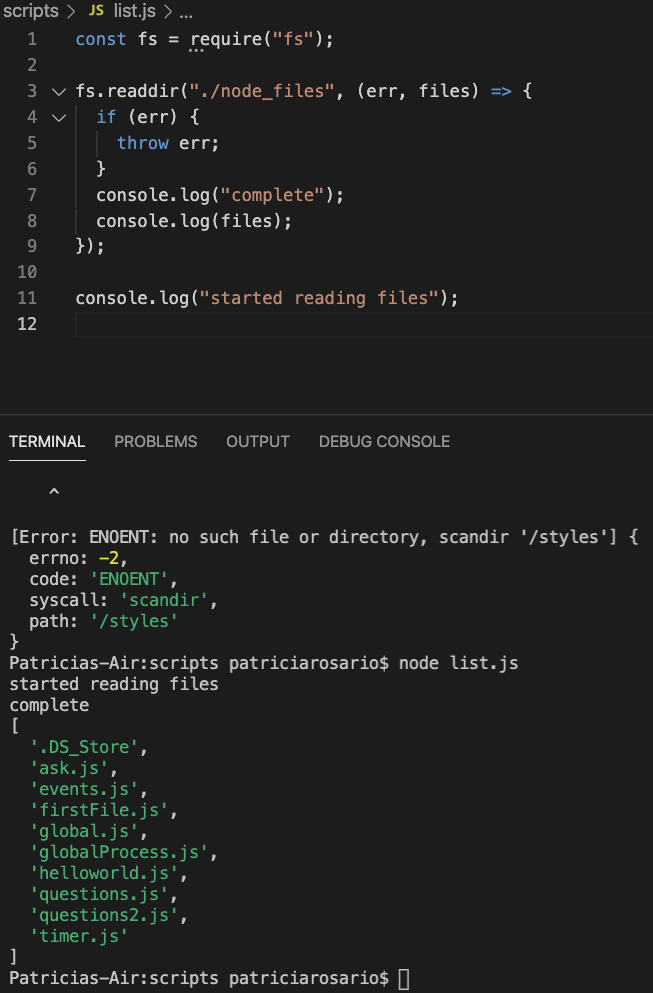 scripts > JS list.js > ...
1 const fs = require("fs");
2
3 fs.readdir("./node_files", (err, files) => {
4 if (err) {
5 throw err;
6 }
7 console.log("complete");
8 console.log(files);
9 });
10
11 console.log("started reading files");
12
TERMINAL PROBLEMS OUTPUT DEBUG CONSOLE
^
[Error: ENOENT: no such file or directory, scandir '/styles'] {
errno: -2,
code: 'ENOENT',
syscall: 'scandir',
path: '/styles'
}
Patricias-Air:scripts patriciarosario$ node list.js
started reading files
complete
[
'.DS_Store',
'ask.js',
'events.js',
'firstFile.js',
'global.js',
'globalProcess.js',
'helloworld.js',
'questions.js',
'questions2.js',
'timer.js'
]
Patricias-Air:scripts patriciarosario$